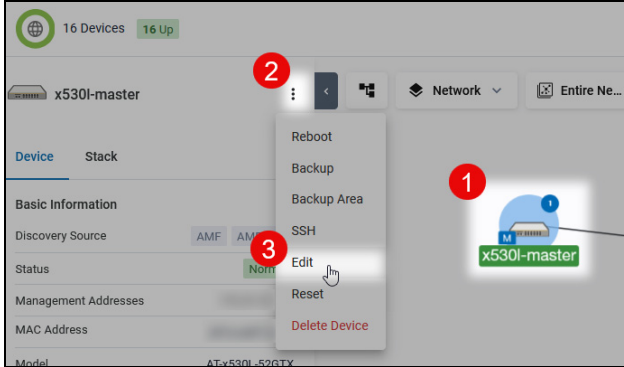 16 Devices 16 Up
2
x530l-master
Network
Entire Ne...
Device Stack
Reboot
Backup
Backup Area
SSH
Edit
Reset
Delete Device
3
1
1
M
x530l-master
Basic Information
Discovery Source AMF
Status
Management Addresses
MAC Address
Model AT-x530L-52GTX